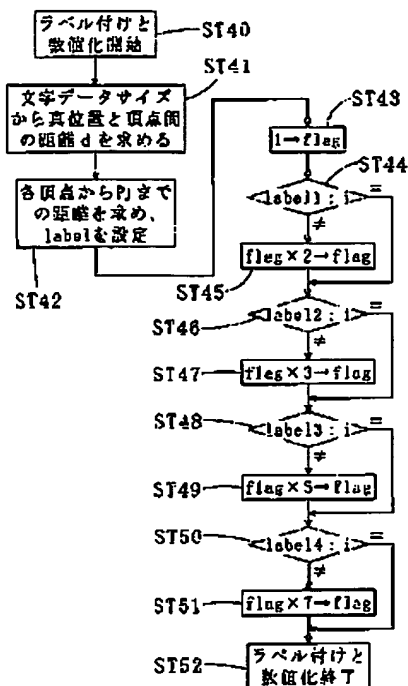 ラベル付けと
数値化開始
ST40
ST41
文字データサイズ
から真位置と頂点間
の距離dを求める
各頂点からPjまで
の距離を求め、
labelを設定
ST42
ST43
1→flag
ST44
label1:i
=
≠
flag×2→flag
ST45
ST46
label2:i
=
≠
ST47
flag×3→flag
ST48
label3:i
=
≠
ST49
flag×5→flag
ST50
label4:i
=
≠
ST51
flag×7→flag
ST52
ラベル付けと
数値化終了